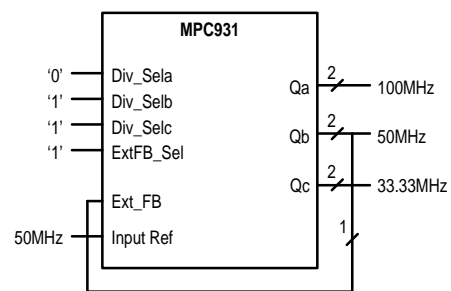 MPC931
‘0’ Div_Sela
‘1’ Div_Selb
‘1’ Div_Selc
‘1’ ExtFB_Sel
Ext_FB
50MHz Input Ref
Qa 2 100MHz
Qb 2 50MHz
Qc 2 33.33MHz
1